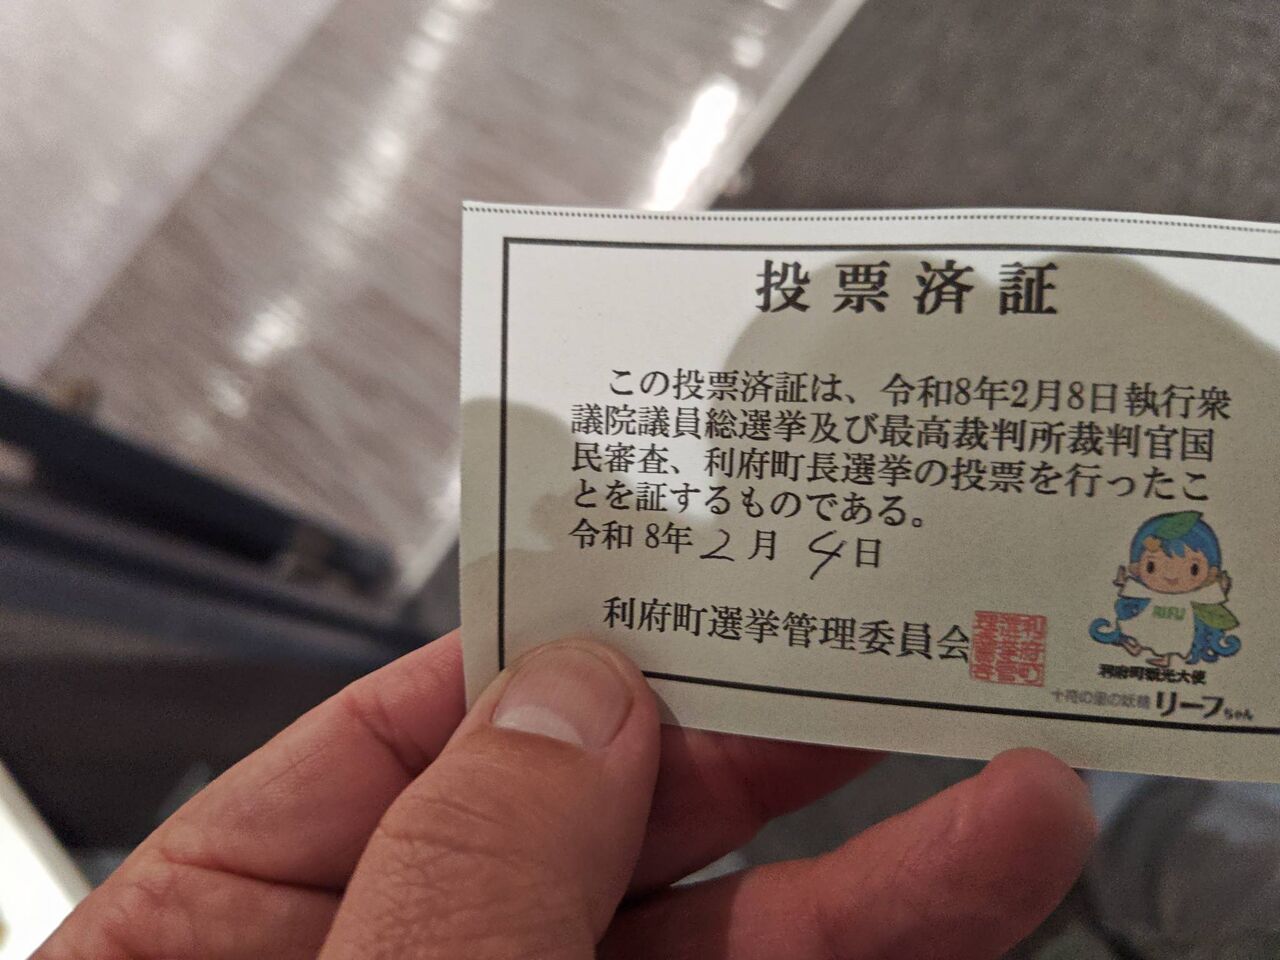 投票済証
この投票済証は、令和8年2月8日執行衆
議院議員総選挙及び最高裁判所裁判官国
民審査、利府町長選挙の投票を行ったこ
とを証するものである。
令和8年2月4日
利府町選挙管理委員会
RIFU
利府町観光大使
十符の里の妖精 リーフちゃん